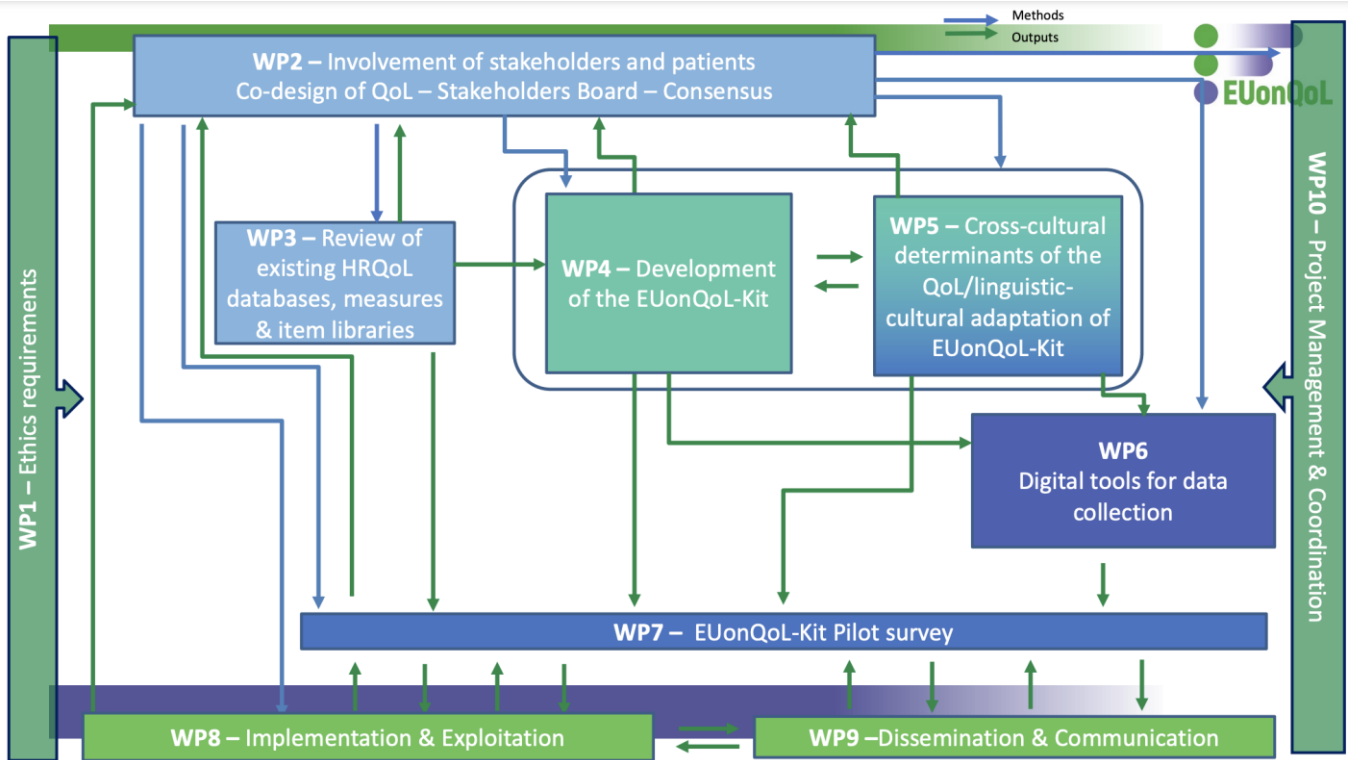 Methods
Outputs
EUonQoL
WP1 – Ethics requirements
WP2 – Involvement of stakeholders and patients
Co-design of QoL – Stakeholders Board – Consensus
WP10 – Project Management & Coordination
WP3 – Review of
existing HRQoL
databases, measures
& item libraries
WP4 – Development
of the EUonQoL-Kit
WP5 – Cross-cultural
determinants of the
QoL/linguistic-
cultural adaptation of
EUonQoL-Kit
WP6
Digital tools for data
collection
WP7 – EUonQoL-Kit Pilot survey
WP8 – Implementation & Exploitation
WP9 –Dissemination & Communication